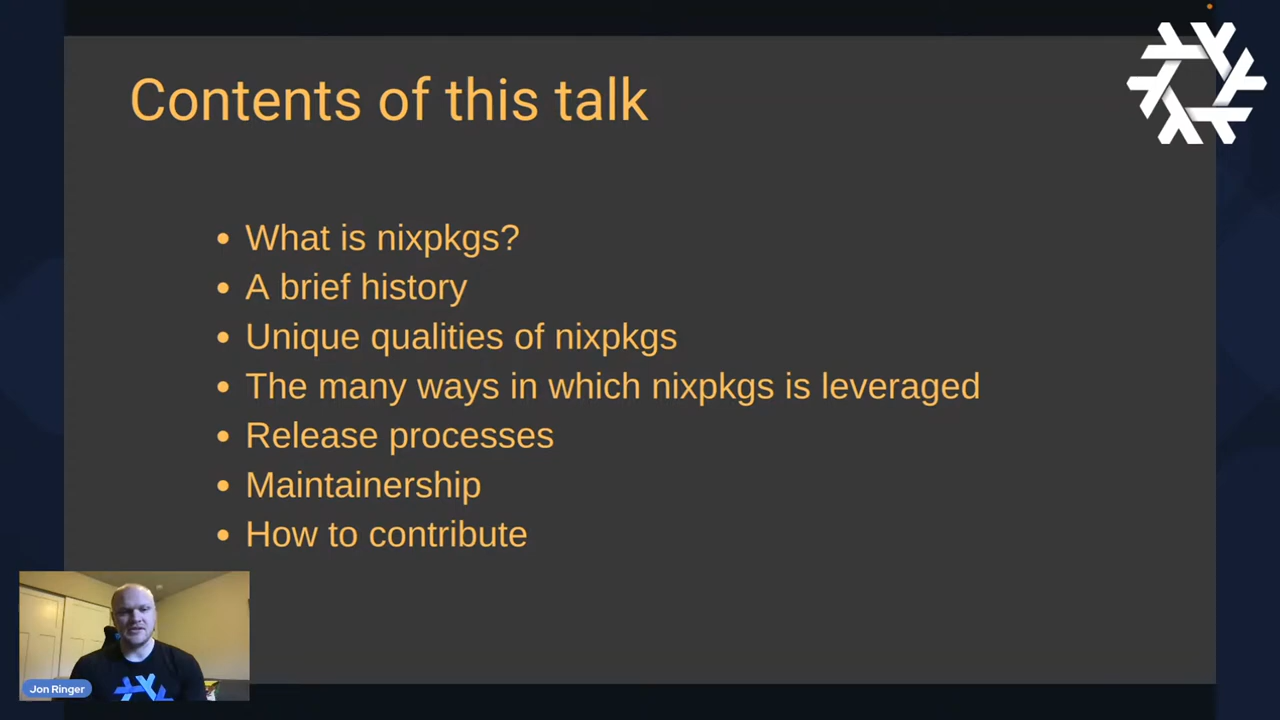 Contents of this talk
What is nixpkgs?
A brief history
Unique qualities of nixpkgs
The many ways in which nixpkgs is leveraged
Release processes
Maintainership
How to contribute
Jon Ringer